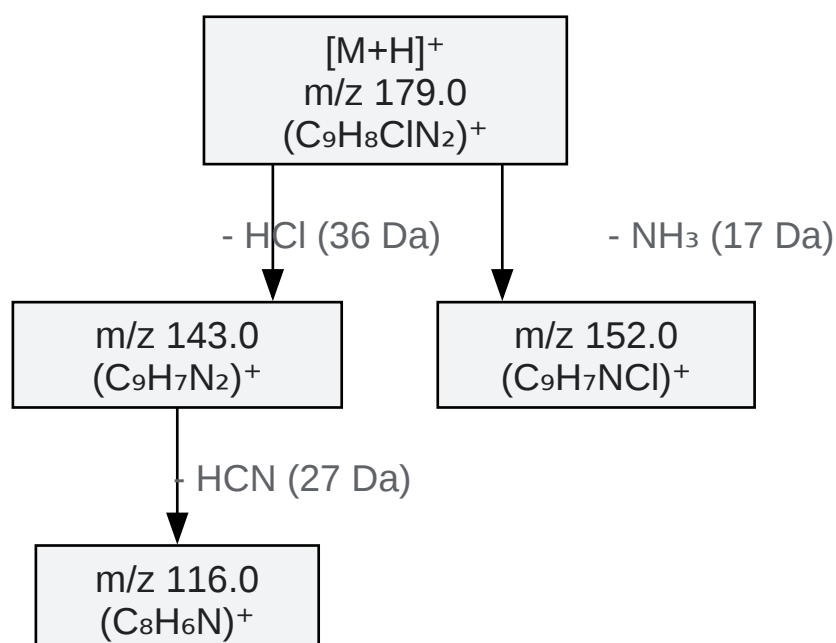 [M+H]⁺
m/z 179.0
(C₉H₈ClN₂)⁺
- HCl (36 Da)
- NH₃ (17 Da)
m/z 143.0
(C₉H₇N₂)⁺
m/z 152.0
(C₉H₇NCl)⁺
- HCN (27 Da)
m/z 116.0
(C₈H₆N)⁺